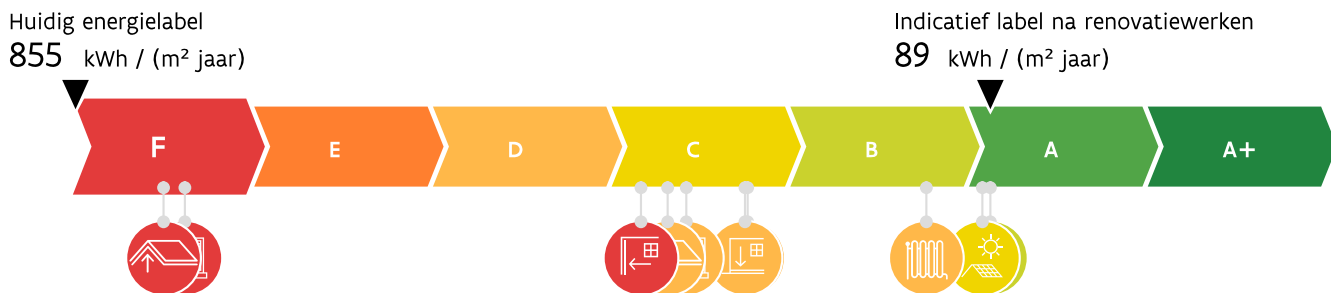 Huidig energielabel
855 kWh / (m² jaar)
Indicatief label na renovatiewerken
89 kWh / (m² jaar)
F E D C B A A+